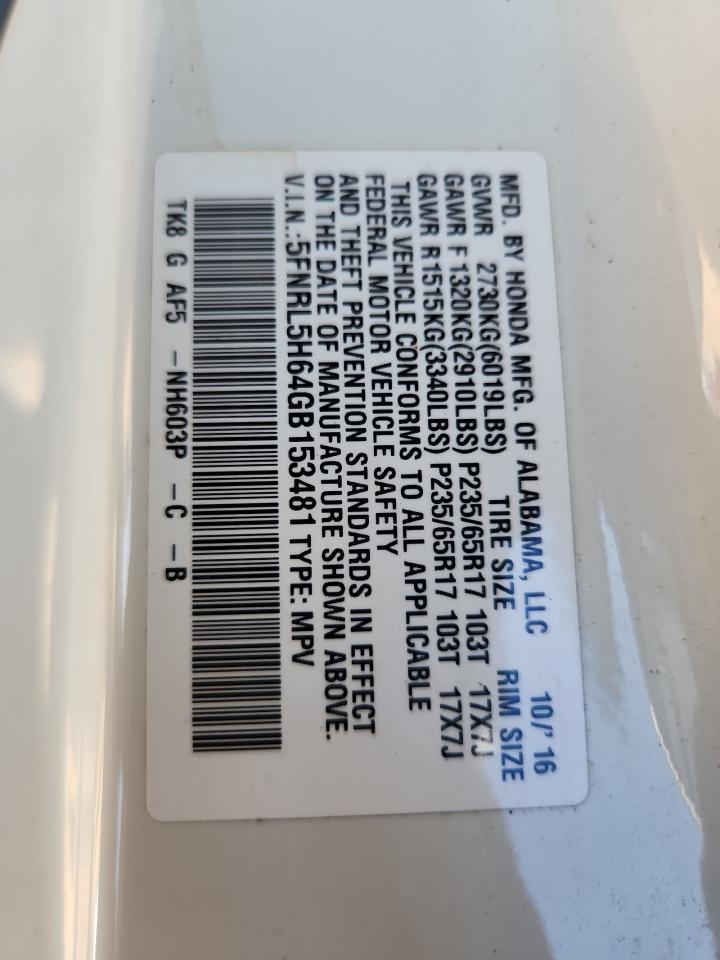 MFD. BY HONDA MFG. OF ALABAMA, LLC 10/'16
GVWR 2730KG(6019LBS) TIRE SIZE RIM SIZE
GAWR F1320KG(2910LBS) P235/65R17 103T 17X7J
GAWR R1515KG(3340LBS) P235/65R17 103T 17X7J
THIS VEHICLE CONFORMS TO ALL APPLICABLE
FEDERAL MOTOR VEHICLE SAFETY
AND THEFT PREVENTION STANDARDS IN EFFECT
ON THE DATE OF MANUFACTURE SHOWN ABOVE.
V.I.N.:5FNRL5H64GB153481 TYPE: MPV
TK8 G AF5 -NH603P -C -B